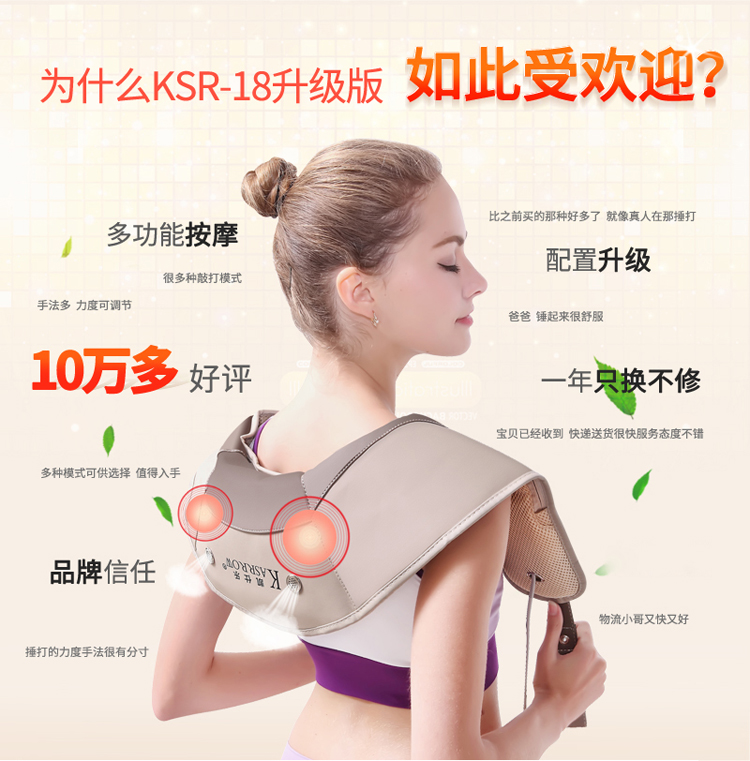 为什么KSR-18升级版 如此受欢迎?
比之前买的那种好多了 就像真人在那捶打
多功能按摩
配置升级
很多种敲打模式
手法多 力度可调节
爸爸 锤起来很舒服
10万多 好评
一年只换不修
宝贝已经收到 快递送货很快服务态度不错
多种模式可供选择 值得入手
凯仕乐®
KASRROW
品牌信任
物流小哥又快又好
捶打的力度手法很有分寸